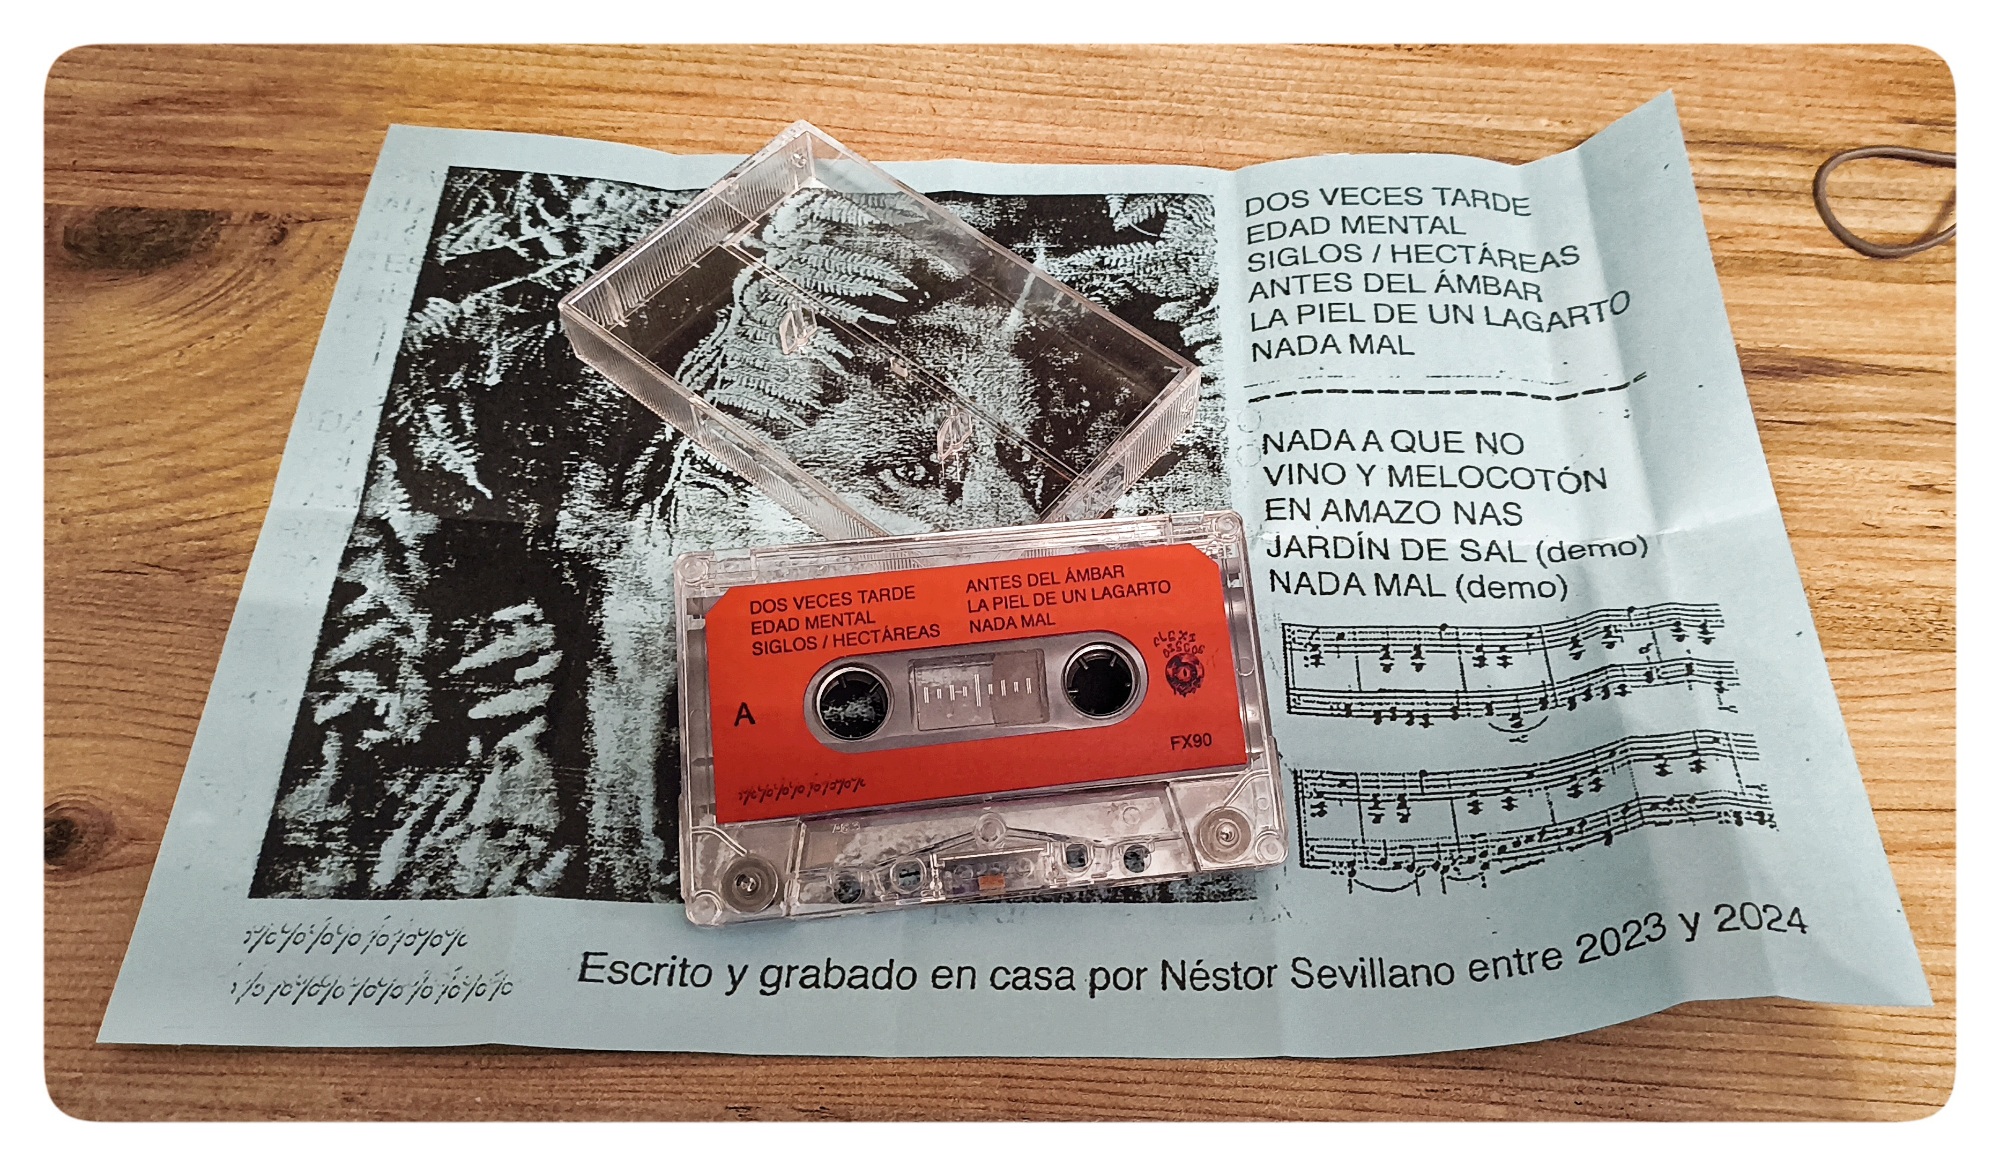 DOS VECES TARDE
EDAD MENTAL
SIGLOS / HECTÁREAS
ANTES DEL ÁMBAR
LA PIEL DE UN LAGARTO
NADA MAL
NADA A QUE NO
VINO Y MELOCOTÓN
EN AMAZO NAS
JARDÍN DE SAL (demo)
NADA MAL (demo)
DOS VECES TARDE
EDAD MENTAL
SIGLOS / HECTÁREAS
ANTES DEL ÁMBAR
LA PIEL DE UN LAGARTO
NADA MAL
FLEXI
DISCOS
A
FX90
Escrito y grabado en casa por Néstor Sevillano entre 2023 y 2024